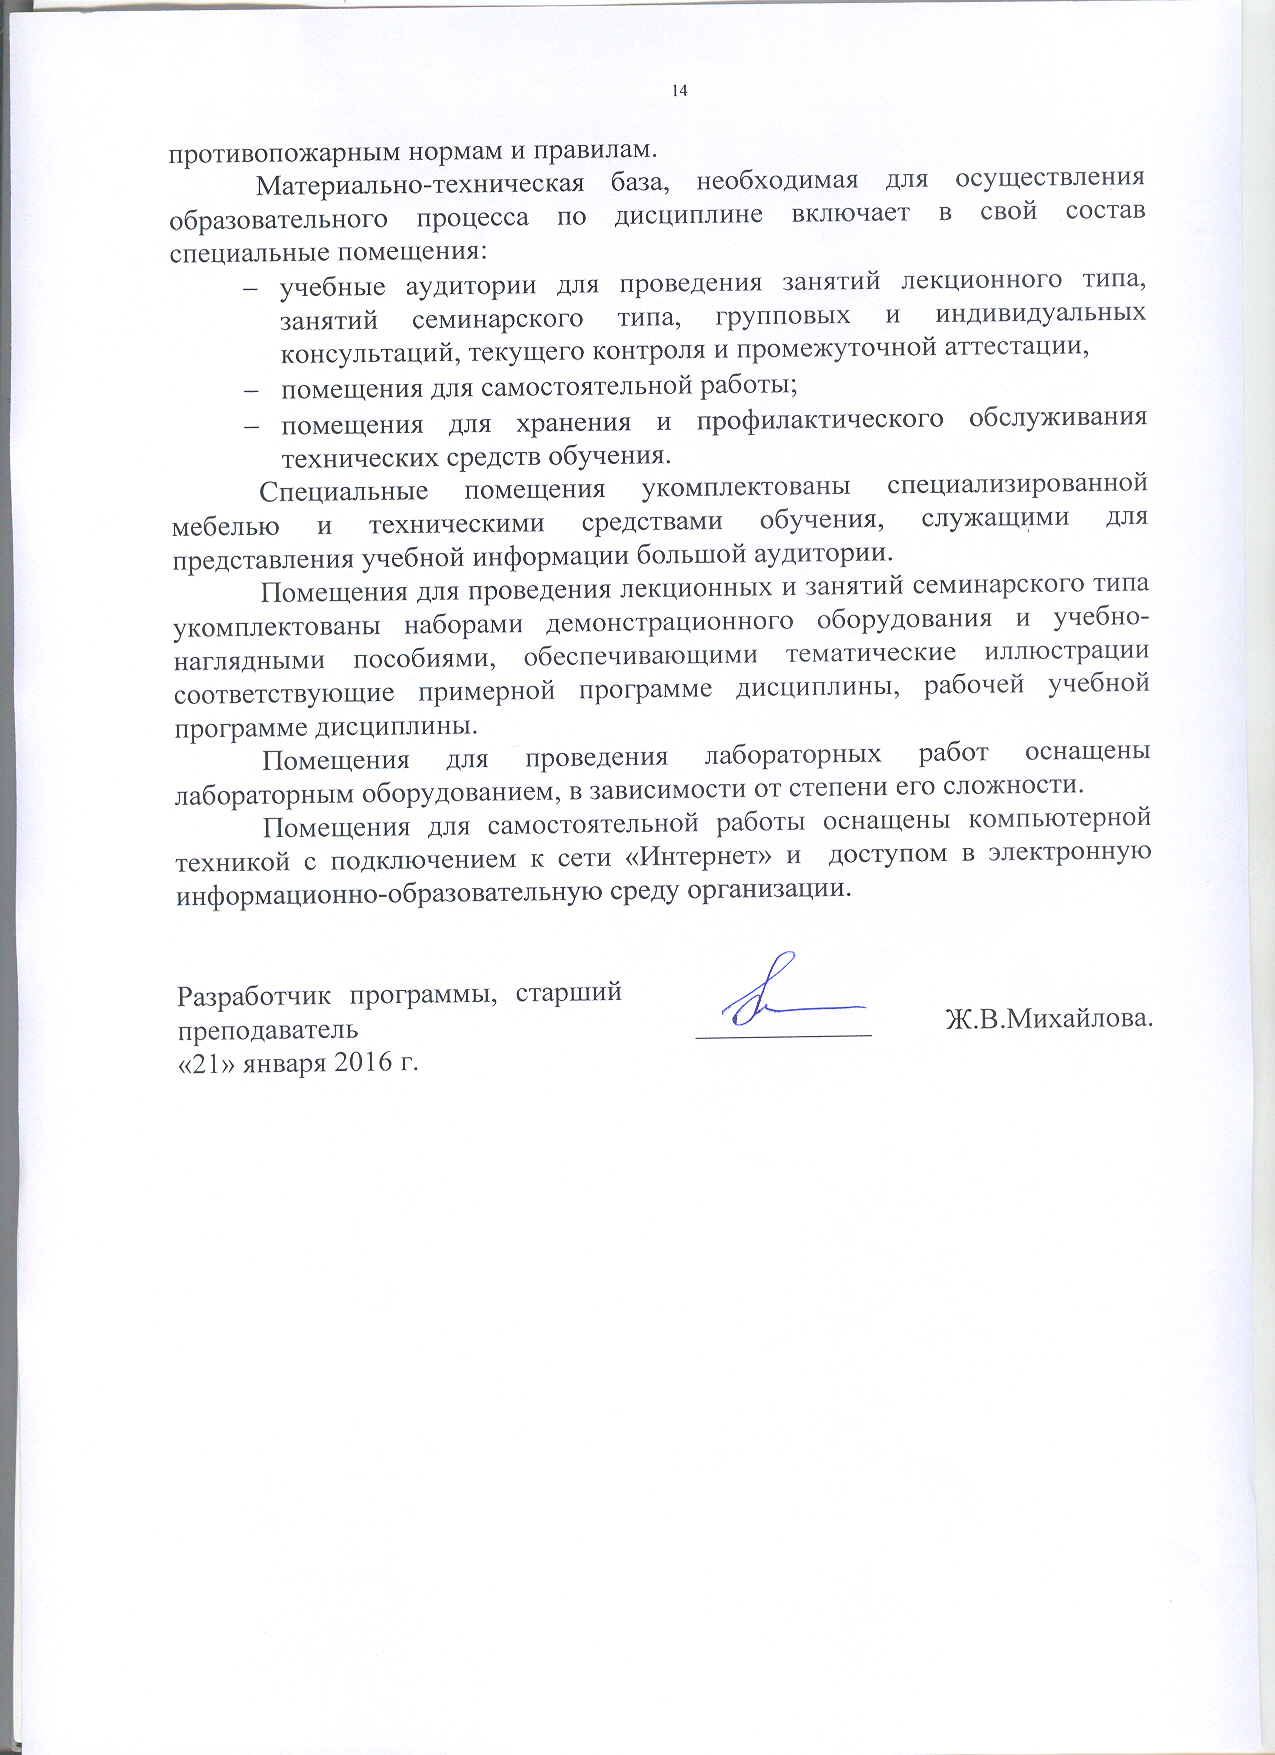 14
противопожарным нормам и правилам.
Материально-техническая база, необходимая для осуществления
образовательного процесса по дисциплине включает в свой состав
специальные помещения:
– учебные аудитории для проведения занятий лекционного типа,
занятий семинарского типа, групповых и индивидуальных
консультаций, текущего контроля и промежуточной аттестации,
– помещения для самостоятельной работы;
– помещения для хранения и профилактического обслуживания
технических средств обучения.
Специальные помещения укомплектованы специализированной
мебелью и техническими средствами обучения, служащими для
представления учебной информации большой аудитории.
Помещения для проведения лекционных и занятий семинарского типа
укомплектованы наборами демонстрационного оборудования и учебно-
наглядными пособиями, обеспечивающими тематические иллюстрации
соответствующие примерной программе дисциплины, рабочей учебной
программе дисциплины.
Помещения для проведения лабораторных работ оснащены
лабораторным оборудованием, в зависимости от степени его сложности.
Помещения для самостоятельной работы оснащены компьютерной
техникой с подключением к сети «Интернет» и доступом в электронную
информационно-образовательную среду организации.
Разработчик программы, старший
преподаватель ____________ Ж.В.Михайлова.
«21» января 2016 г.